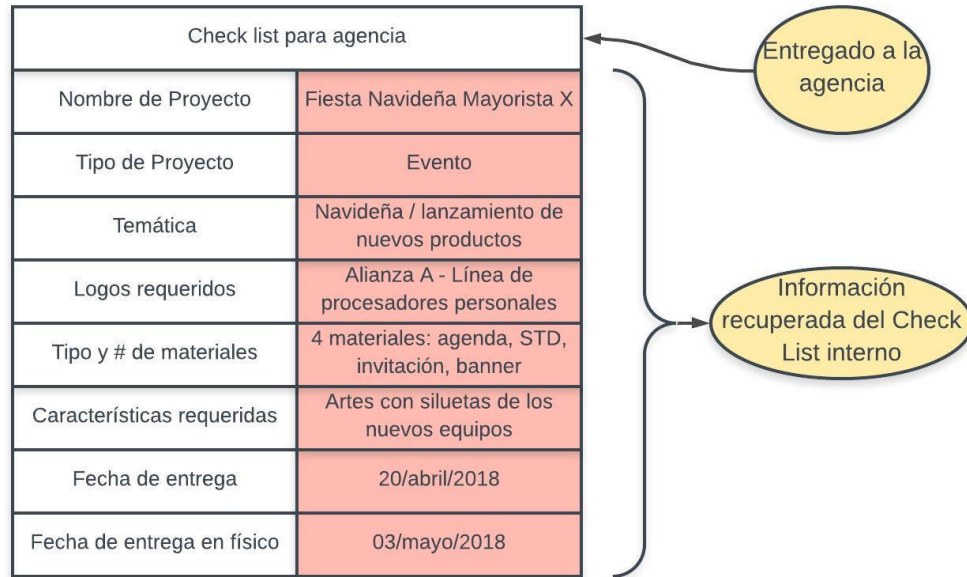 Check list para agencia
Entregado a la
agencia
Nombre de Proyecto
Fiesta Navideña Mayorista X
Tipo de Proyecto
Evento
Temática
Navideña / lanzamiento de
nuevos productos
Logos requeridos
Alianza A - Línea de
procesadores personales
Tipo y # de materiales
4 materiales: agenda, STD,
invitación, banner
Características requeridas
Artes con siluetas de los
nuevos equipos
Fecha de entrega
20/abril/2018
Fecha de entrega en físico
03/mayo/2018
Información
recuperada del Check
List interno